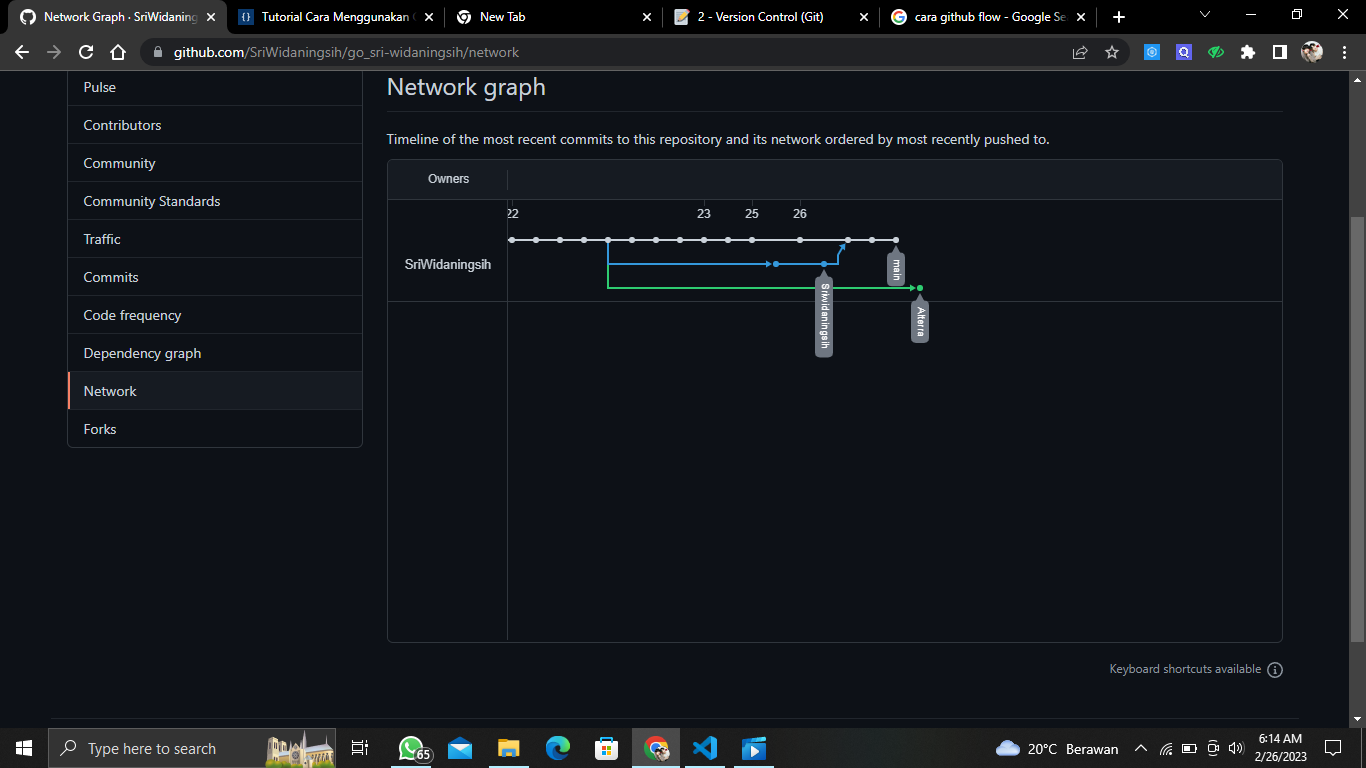 Network Graph · SriWidaning
Tutorial Cara Menggunakan
New Tab
2 - Version Control (Git)
cara github flow - Google Se
github.com/SriWidaningsih/go_sri-widaningsih/network
Pulse
Contributors
Community
Community Standards
Traffic
Commits
Code frequency
Dependency graph
Network
Forks
Network graph
Timeline of the most recent commits to this repository and its network ordered by most recently pushed to.
Owners
22 23 25 26
SriWidaningsih
main
Sriwidaningsih
Alterra
Keyboard shortcuts available
Type here to search
65
20°C Berawan
6:14 AM
2/26/2023